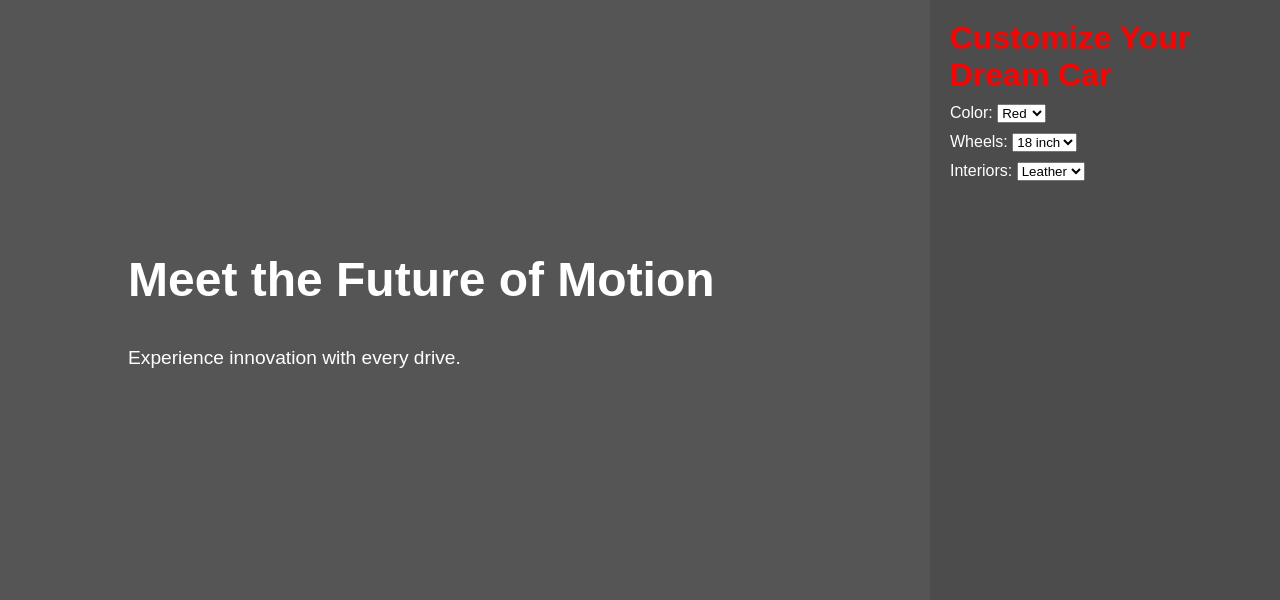 Meet the Future of Motion
Experience innovation with every drive.
Customize Your
Dream Car
Color: Red
Wheels: 18 inch
Interiors: Leather